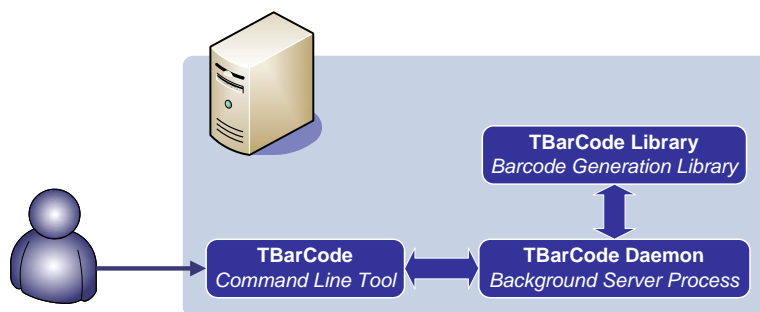 TBarCode Library
Barcode Generation Library
TBarCode
Command Line Tool
TBarCode Daemon
Background Server Process